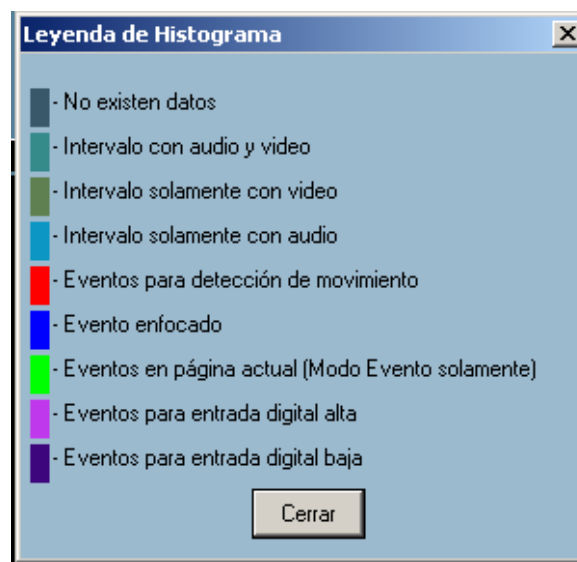 Leyenda de Histograma
- No existen datos
- Intervalo con audio y video
- Intervalo solamente con video
- Intervalo solamente con audio
- Eventos para detección de movimiento
- Evento enfocado
- Eventos en página actual (Modo Evento solamente)
- Eventos para entrada digital alta
- Eventos para entrada digital baja
Cerrar